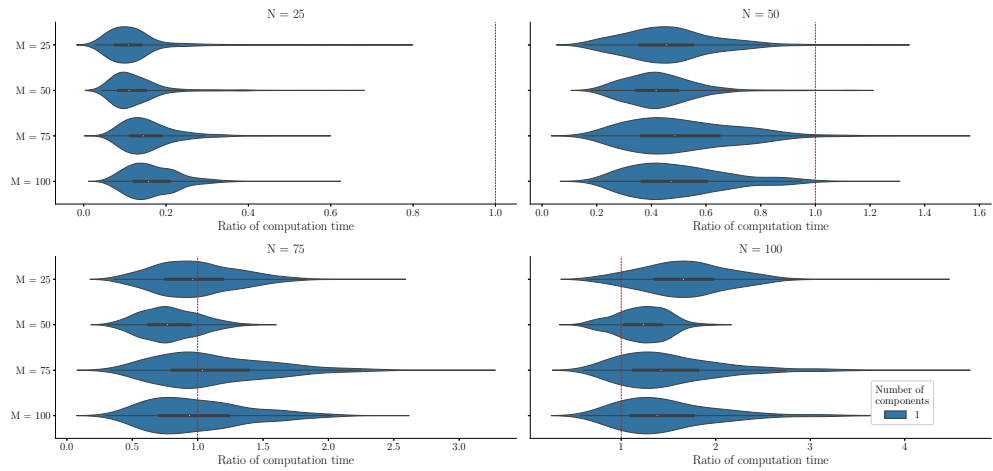 N = 25
M = 25
M = 50
M = 75
M = 100
0.0 0.2 0.4 0.6 0.8 1.0
Ratio of computation time
N = 50
0.0 0.2 0.4 0.6 0.8 1.0 1.2 1.4 1.6
Ratio of computation time
N = 75
M = 25
M = 50
M = 75
M = 100
0.0 0.5 1.0 1.5 2.0 2.5 3.0
Ratio of computation time
N = 100
Number of
components
1
1 2 3 4
Ratio of computation time